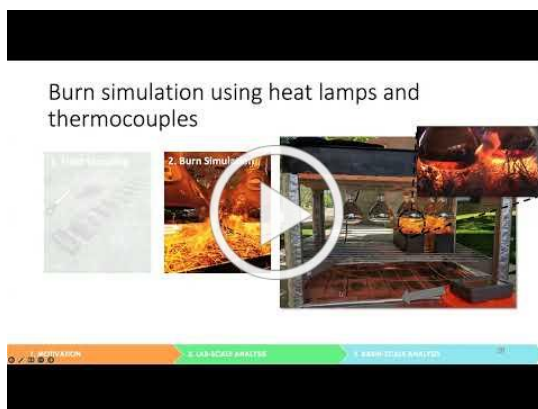 Burn simulation using heat lamps and
thermocouples
2. Burn Simulation
1. MOTIVATION
2. LAB-SCALE ANALYSIS
3. BASIN-SCALE ANALYSIS